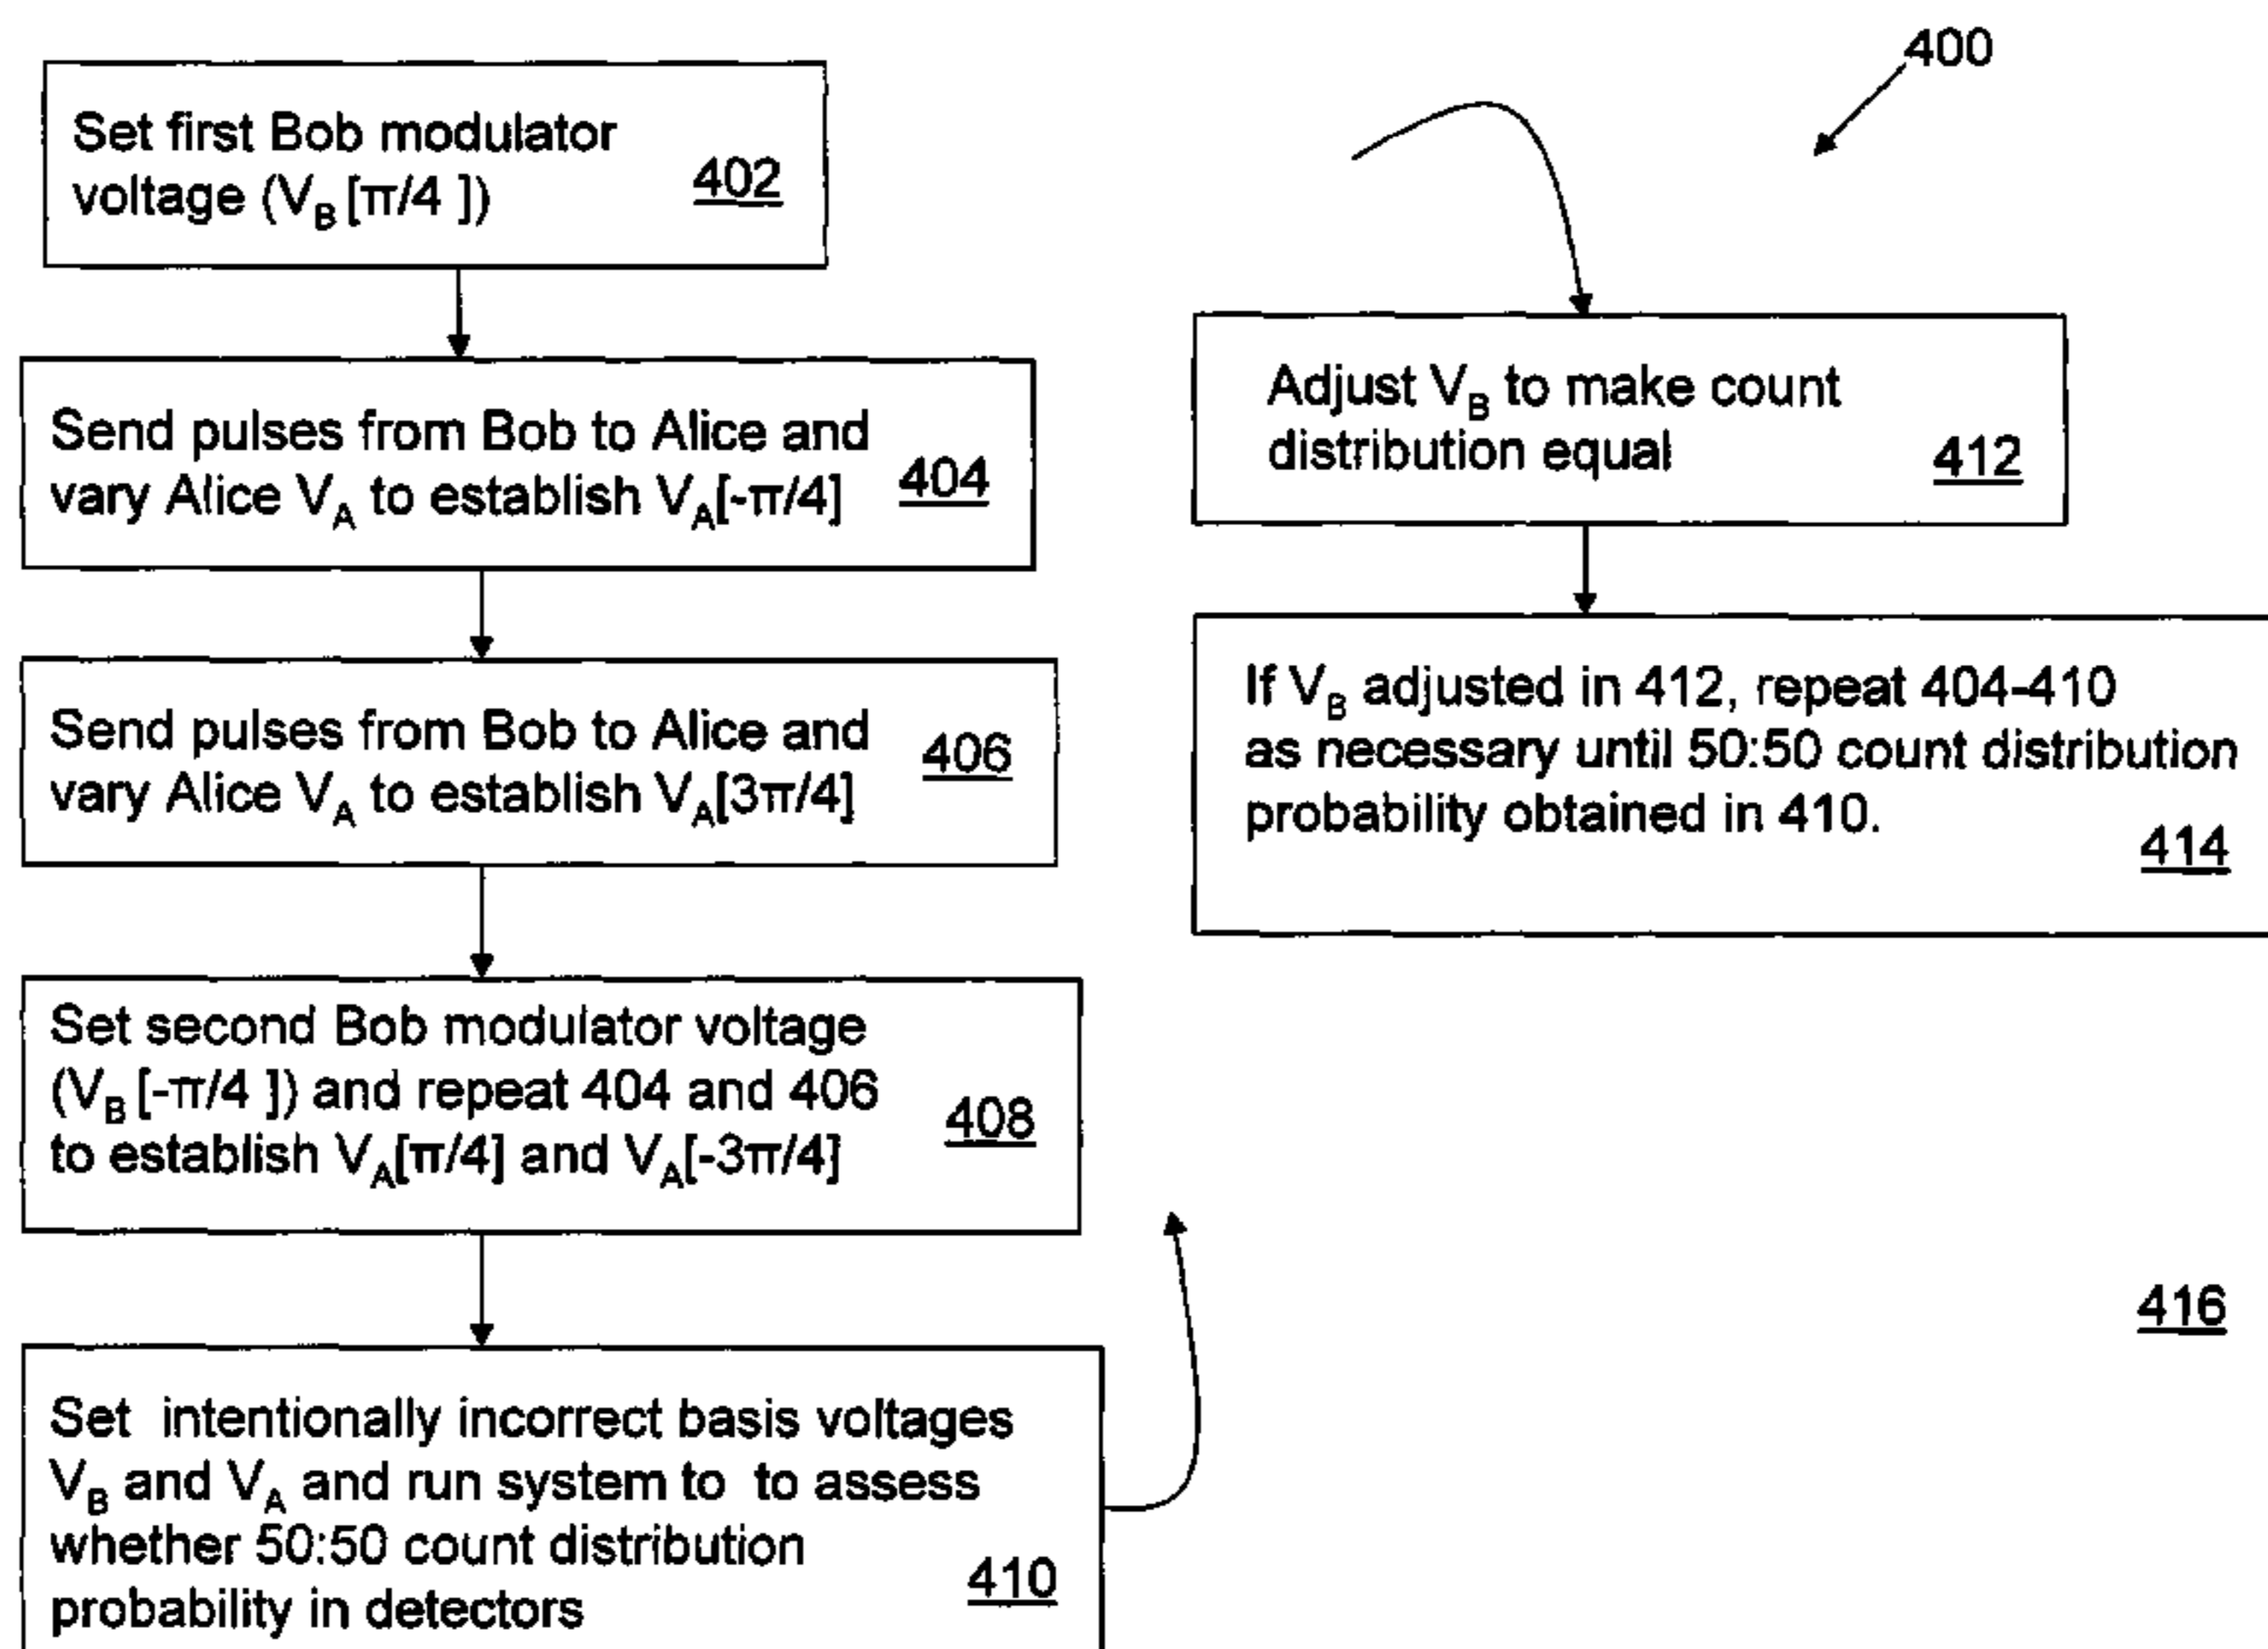 400
Set first Bob modulator
voltage (V_B [π/4 ])
402
Send pulses from Bob to Alice and
vary Alice V_A to establish V_A[-π/4]
404
Send pulses from Bob to Alice and
vary Alice V_A to establish V_A[3π/4]
406
Set second Bob modulator voltage
(V_B [-π/4 ]) and repeat 404 and 406
to establish V_A[π/4] and V_A[-3π/4]
408
Set intentionally incorrect basis voltages
V_B and V_A and run system to to assess
whether 50:50 count distribution
probability in detectors
410
Adjust V_B to make count
distribution equal
412
If V_B adjusted in 412, repeat 404-410
as necessary until 50:50 count distribution
probability obtained in 410.
414
416